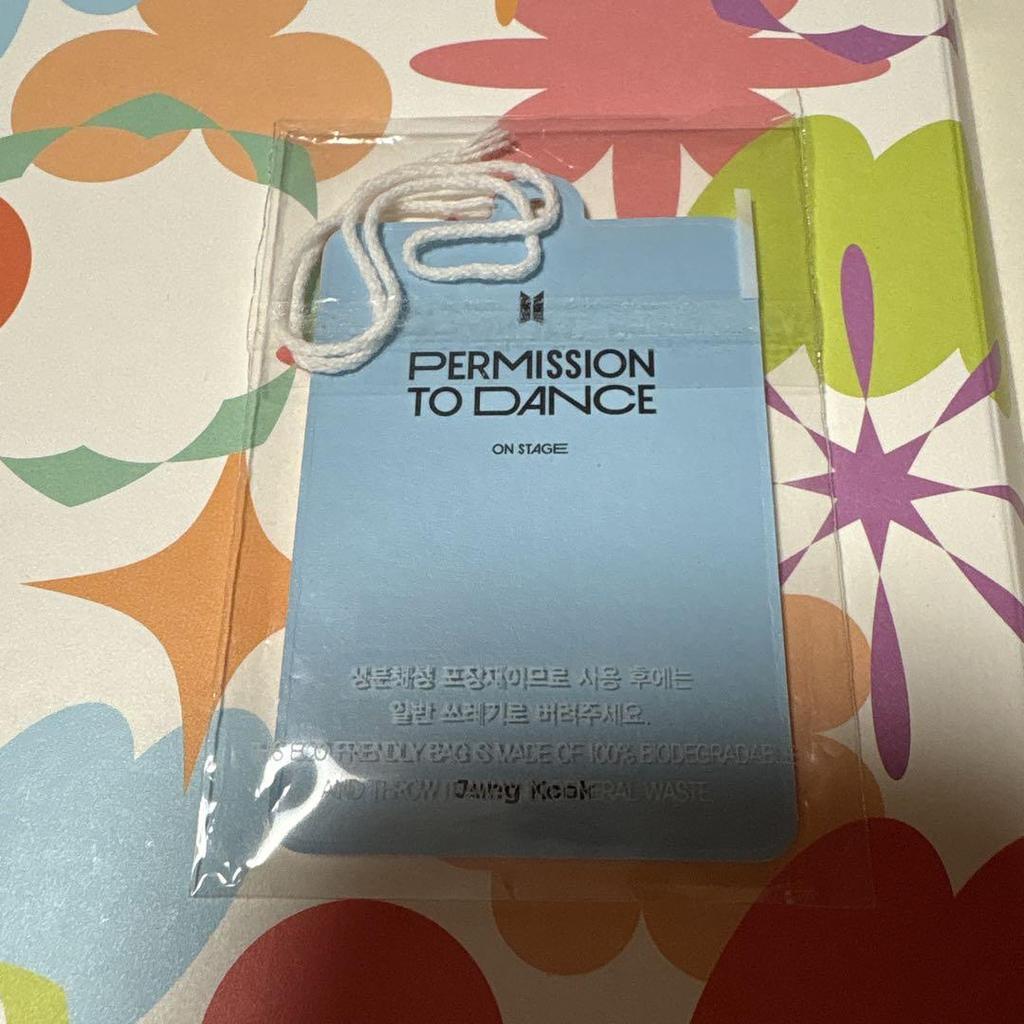 PERMISSION
TO DANCE
ON STAGE
생분해성 포장재이므로 사용 후에는
일반 쓰레기로 버려주세요.
ECO-FRIENDLY BAG IS MADE OF 100% BIODEGRADABLE
AND THROW WASTE
Jung Kook